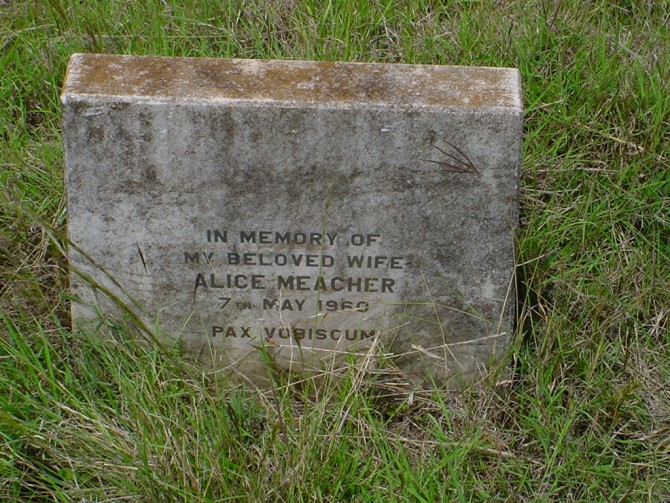 IN MEMORY OF
MY BELOVED WIFE
ALICE MEACHER
7TH MAY 1960
PAX VOBISCUM